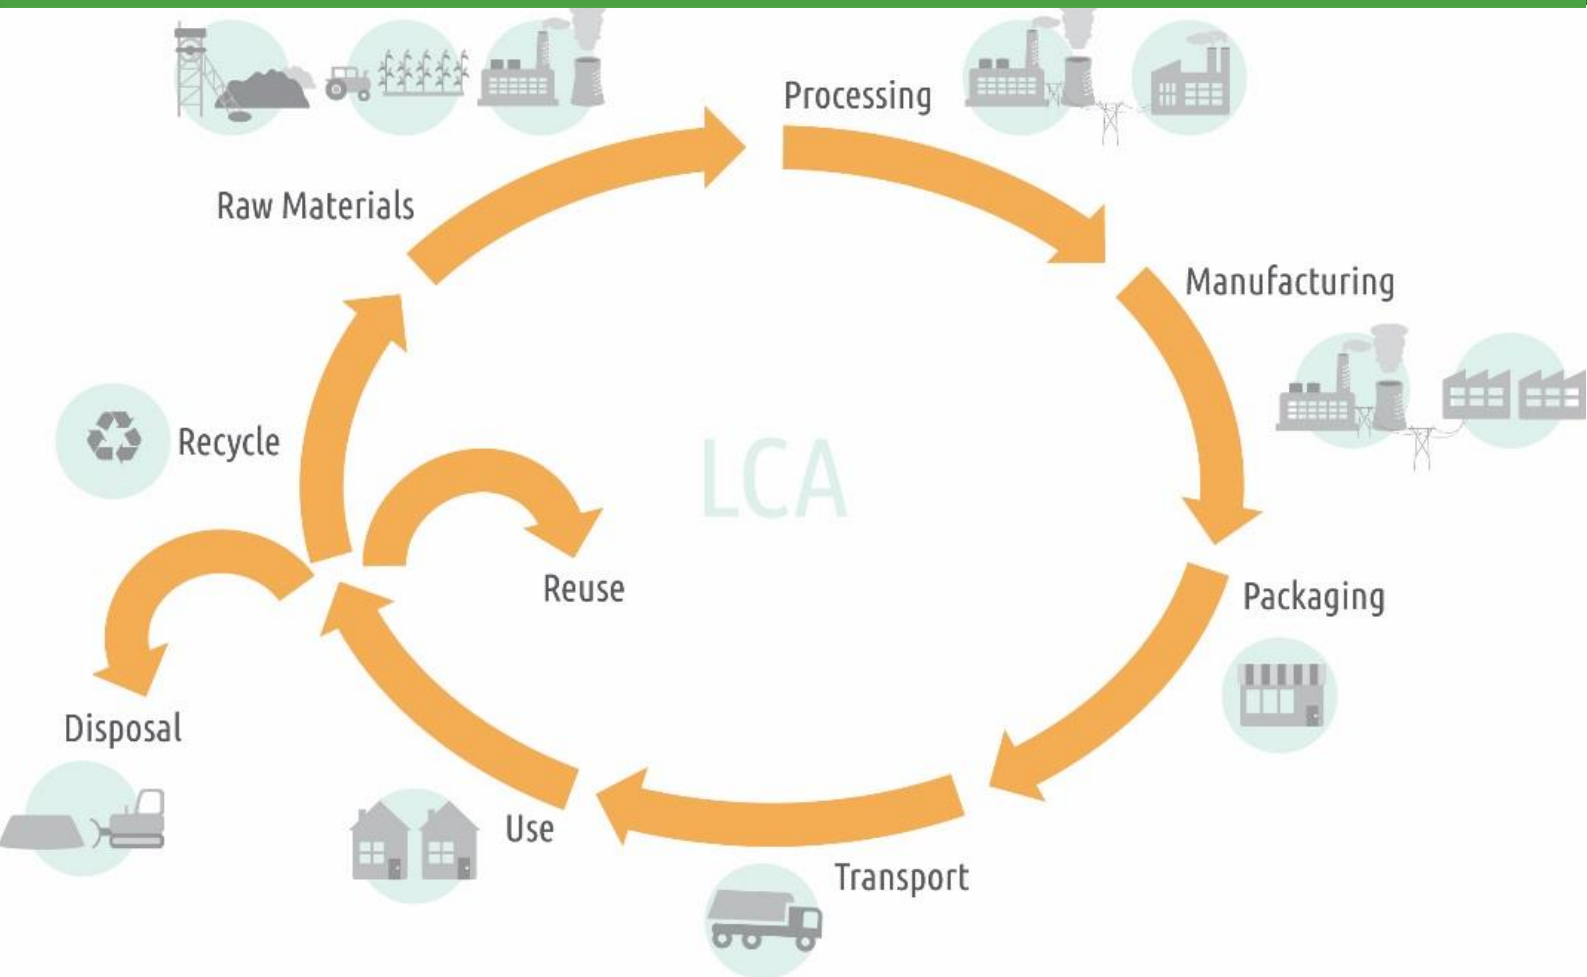 Processing
Raw Materials
Manufacturing
Recycle
LCA
Reuse
Packaging
Disposal
Use
Transport